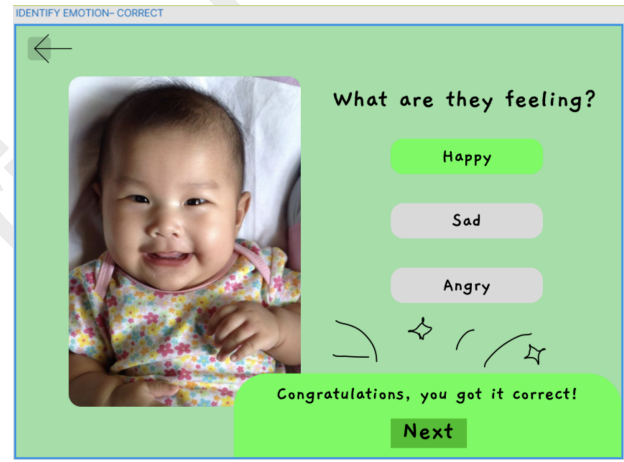 IDENTIFY EMOTION– CORRECT
What are they feeling?
Happy
Sad
Angry
Congratulations, you got it correct!
Next